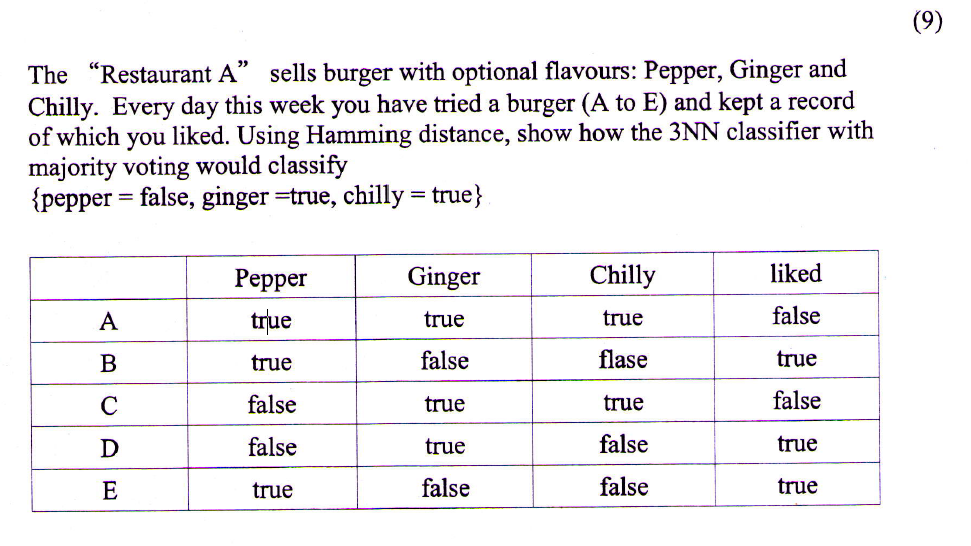 (9)
The “Restaurant A” sells burger with optional flavours: Pepper, Ginger and
Chilly. Every day this week you have tried a burger (A to E) and kept a record
of which you liked. Using Hamming distance, show how the 3NN classifier with
majority voting would classify
{pepper = false, ginger =true, chilly = true}
Pepper Ginger Chilly liked
A true true true false
B true false flase true
C false true true false
D false true false true
E true false false true